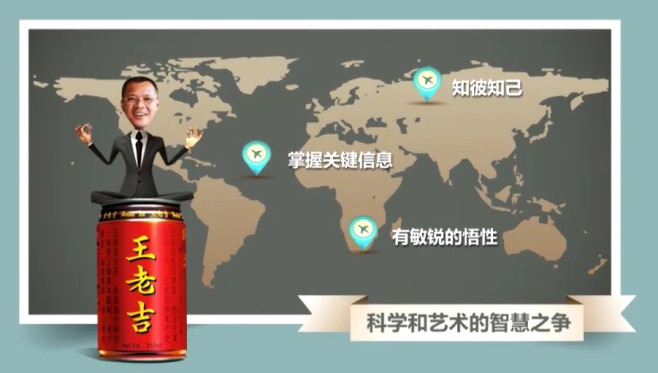 知彼知己
掌握关键信息
有敏锐的悟性
王老吉
科学和艺术的智慧之争